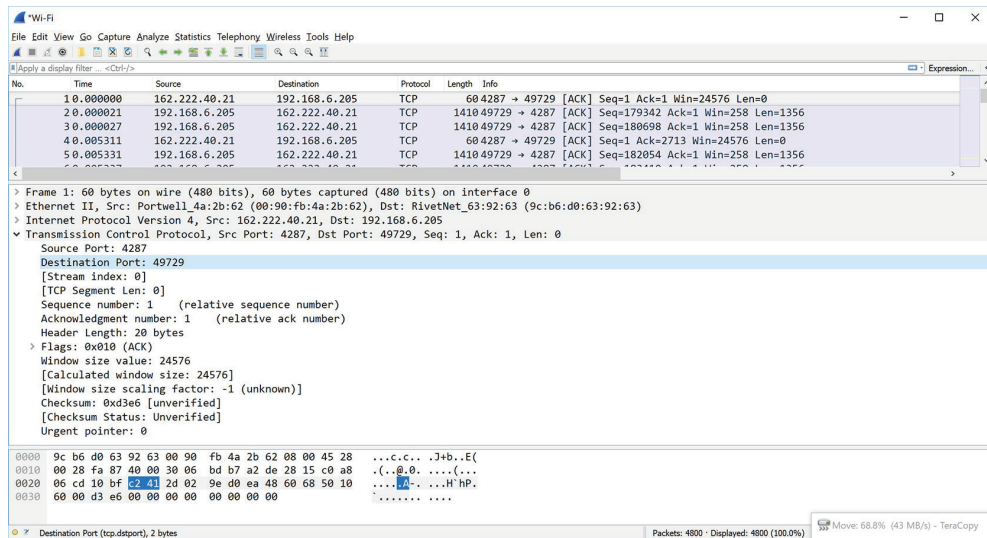 *Wi-Fi
File Edit View Go Capture Analyze Statistics Telephony Wireless Tools Help
Apply a display filter ... <Ctrl-/> Expression...
No. Time Source Destination Protocol Length Info
1 0.000000 162.222.40.21 192.168.6.205 TCP 60 4287 → 49729 [ACK] Seq=1 Ack=1 Win=24576 Len=0
2 0.000021 192.168.6.205 162.222.40.21 TCP 1410 49729 → 4287 [ACK] Seq=179342 Ack=1 Win=258 Len=1356
3 0.000027 192.168.6.205 162.222.40.21 TCP 1410 49729 → 4287 [ACK] Seq=180698 Ack=1 Win=258 Len=1356
4 0.005311 162.222.40.21 192.168.6.205 TCP 60 4287 → 49729 [ACK] Seq=1 Ack=2713 Win=24576 Len=0
5 0.005331 192.168.6.205 162.222.40.21 TCP 1410 49729 → 4287 [ACK] Seq=182054 Ack=1 Win=258 Len=1356
> Frame 1: 60 bytes on wire (480 bits), 60 bytes captured (480 bits) on interface 0
> Ethernet II, Src: Portwell_4a:2b:62 (00:90:fb:4a:2b:62), Dst: RivetNet_63:92:63 (9c:b6:d0:63:92:63)
> Internet Protocol Version 4, Src: 162.222.40.21, Dst: 192.168.6.205
Transmission Control Protocol, Src Port: 4287, Dst Port: 49729, Seq: 1, Ack: 1, Len: 0
Source Port: 4287
Destination Port: 49729
[Stream index: 0]
[TCP Segment Len: 0]
Sequence number: 1 (relative sequence number)
Acknowledgment number: 1 (relative ack number)
Header Length: 20 bytes
> Flags: 0x010 (ACK)
Window size value: 24576
[Calculated window size: 24576]
[Window size scaling factor: -1 (unknown)]
Checksum: 0xd3e6 [unverified]
[Checksum Status: Unverified]
Urgent pointer: 0
0000 9c b6 d0 63 92 63 00 90 fb 4a 2b 62 08 00 45 28 ...c.c.. .J+b..E(
0010 00 28 fa 87 40 00 30 06 bd b7 a2 de 28 15 c0 a8 .(..@.0. ....(...
0020 06 cd 10 bf c2 41 2d 02 9e d0 ea 48 60 68 50 10 .....A-. ...H`hP.
0030 60 00 d3 e6 00 00 00 00 00 00 00 00 `....... ....
Destination Port (tcp.dstport), 2 bytes Packets: 4800 · Displayed: 4800 (100.0%)
Move: 68.8% (43 MB/s) - TeraCopy